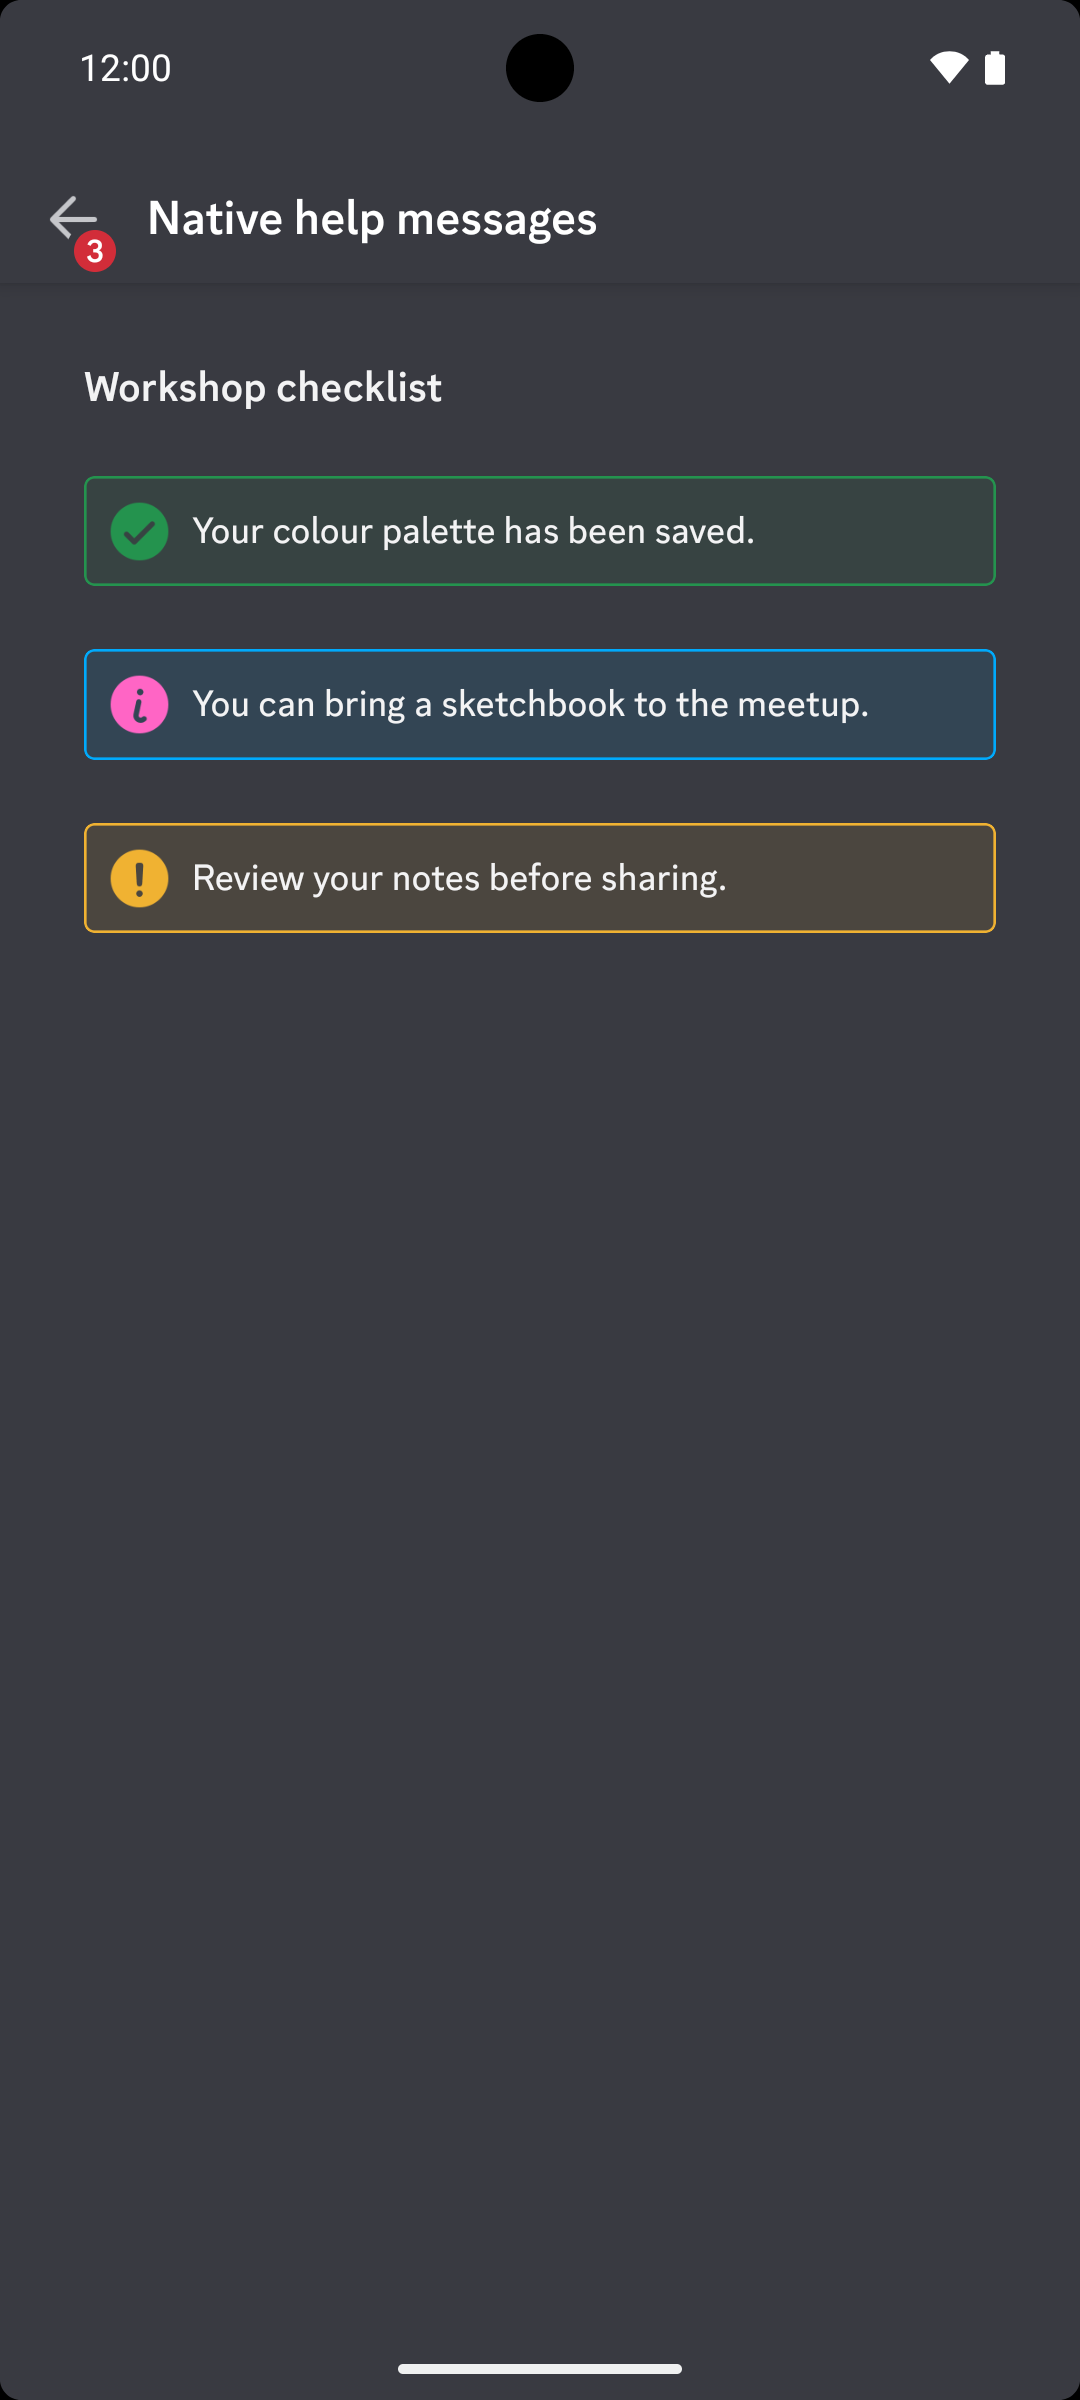 12:00
Native help messages
3
Workshop checklist
Your colour palette has been saved.
You can bring a sketchbook to the meetup.
Review your notes before sharing.